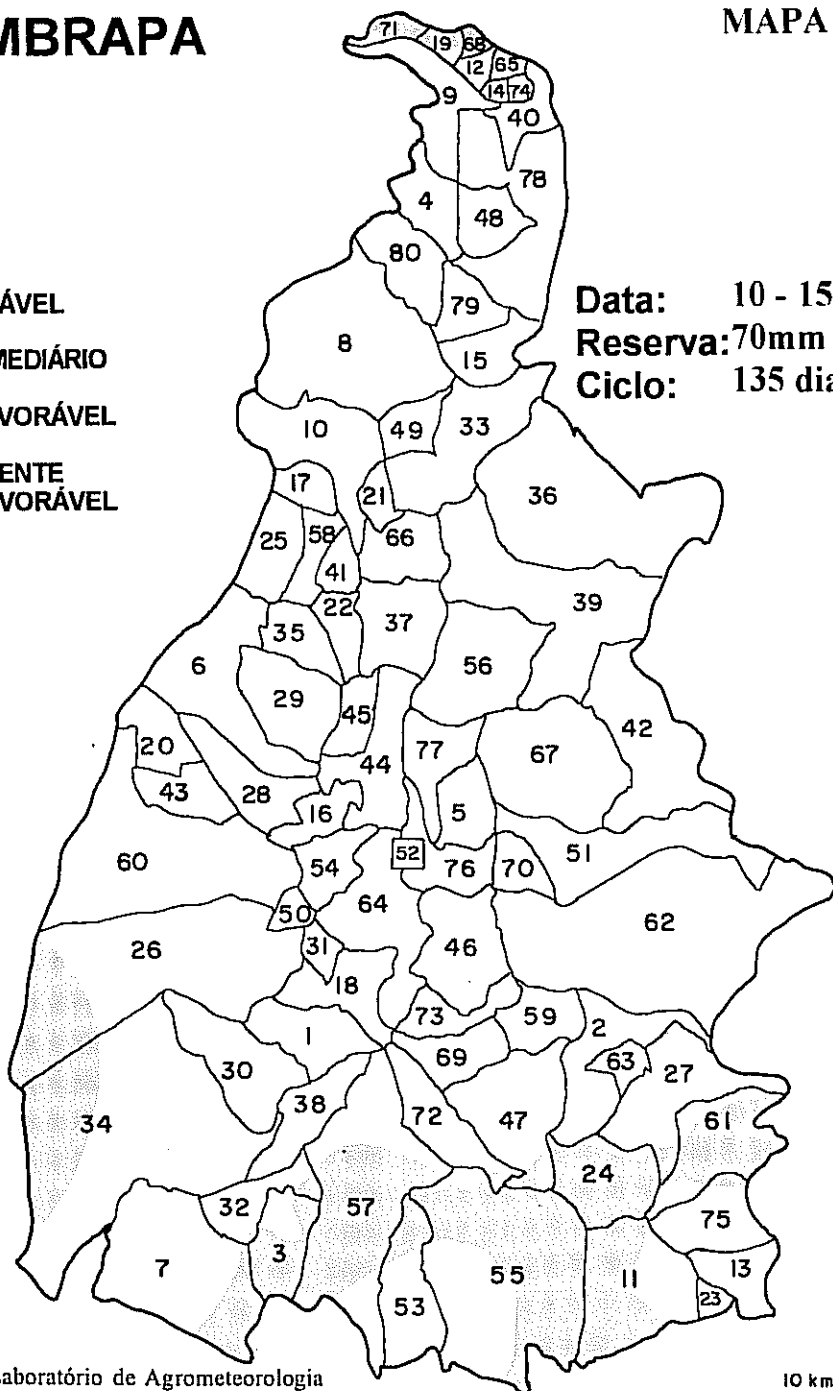 MBRAPA
MAPA
71 19 68
12 65
14 74
9
40
78
4
48
80
ÁVEL
79
Data: 10 - 15
8
MEDIÁRIO
15
Reserva: 70mm
VORÁVEL
Ciclo: 135 dia
10 49 33
ENTE
VORÁVEL
17 21 36
25 58 66
41
22 39
35 37
6 56
29 45 42
20 77 67
44
43 28
16 5
52 51
60 54 76 70
64 62
50
26 31 46
18
73 59 2
1
69 63 27
30
38
34 72 47 61
24
32 57
75
7 3 55 11 13
53 23
aboratório de Agrometeorologia
10 km